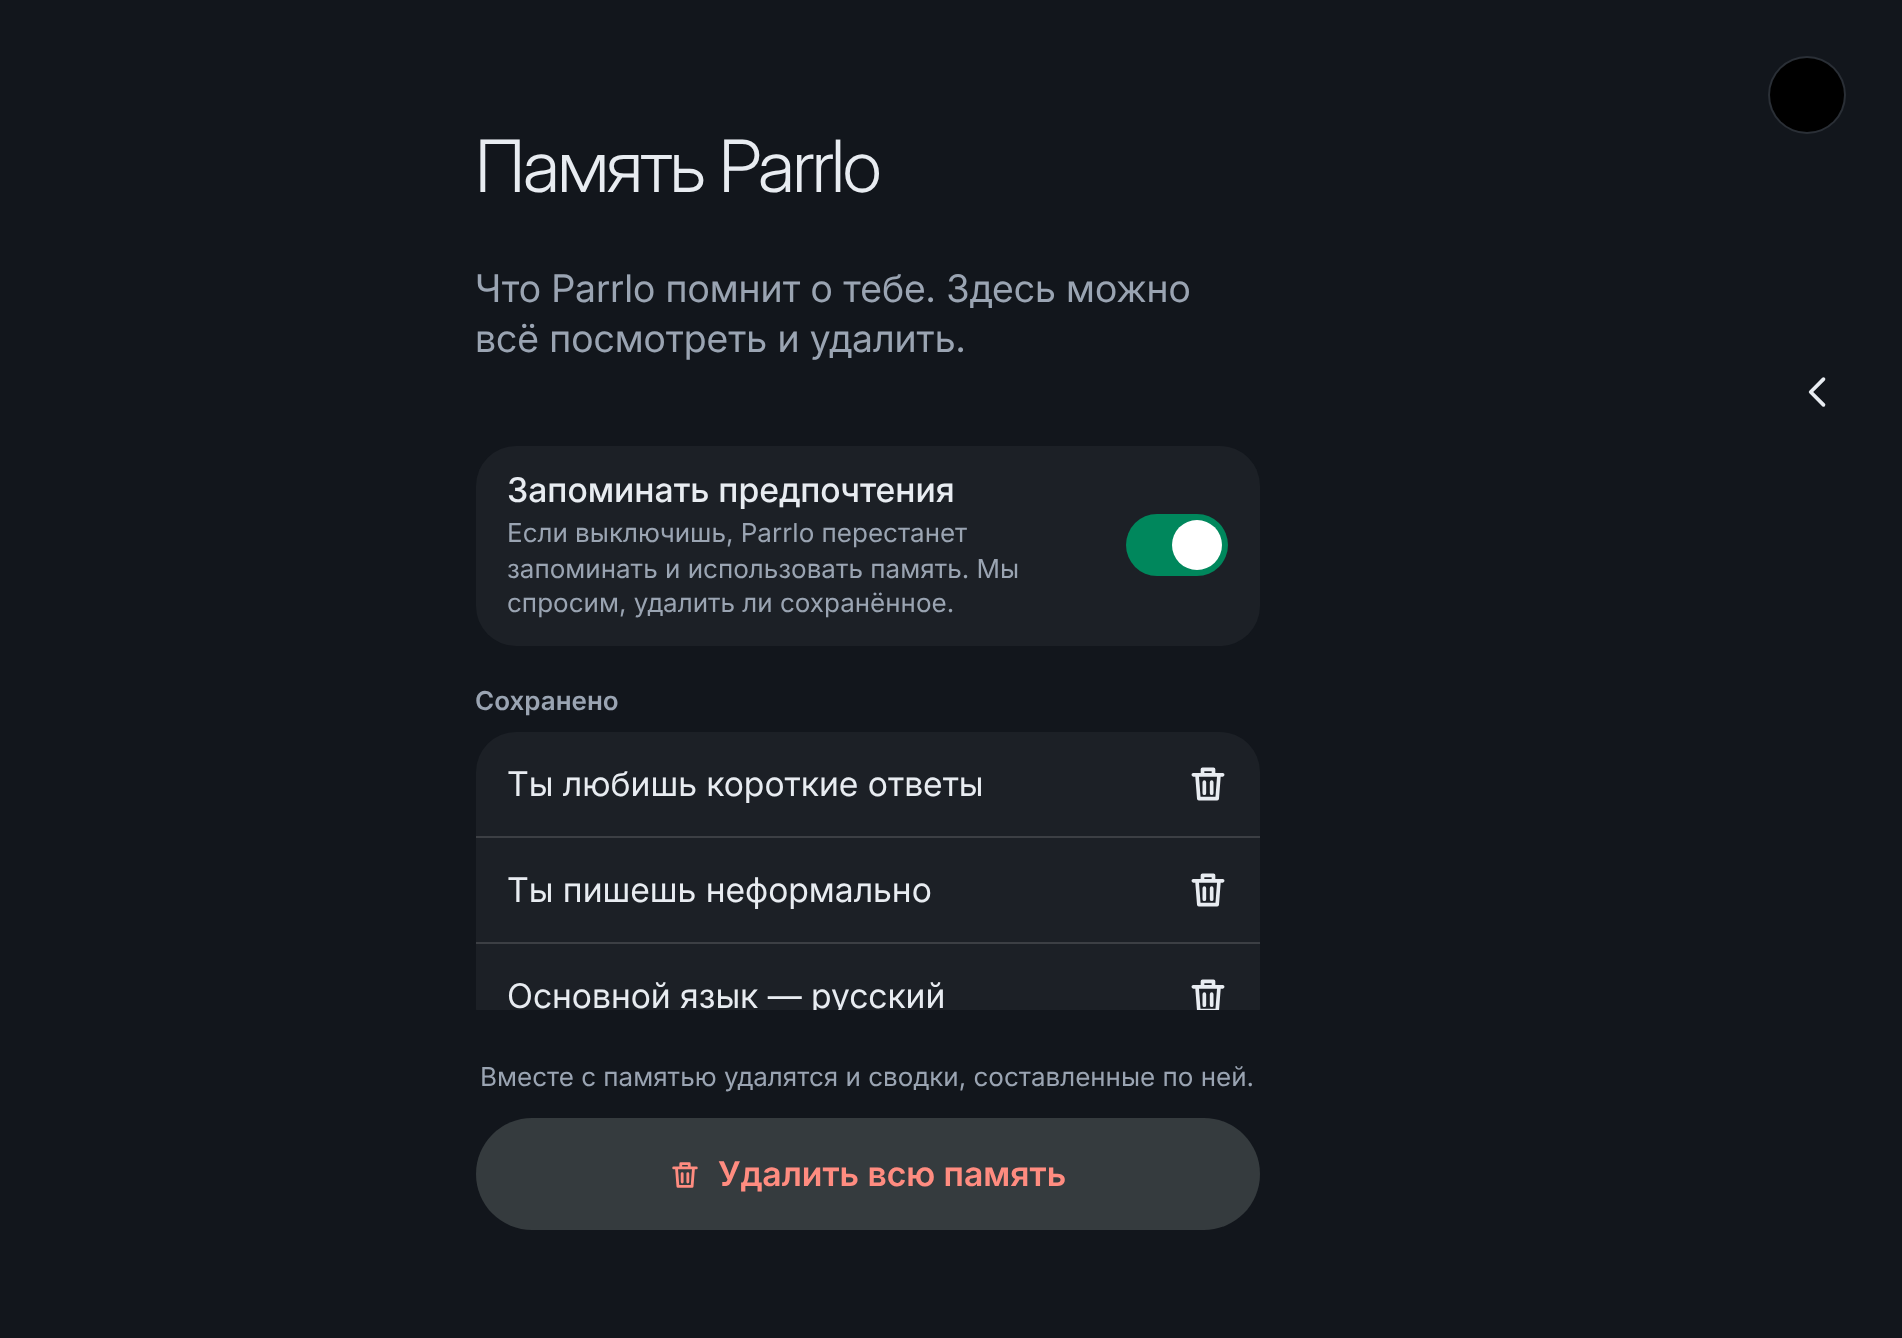 Память Parrlo
Что Parrlo помнит о тебе. Здесь можно
всё посмотреть и удалить.
Запоминать предпочтения
Если выключишь, Parrlo перестанет
запоминать и использовать память. Мы
спросим, удалить ли сохранённое.
Сохранено
Ты любишь короткие ответы
Ты пишешь неформально
Основной язык — русский
Вместе с памятью удалятся и сводки, составленные по ней.
Удалить всю память